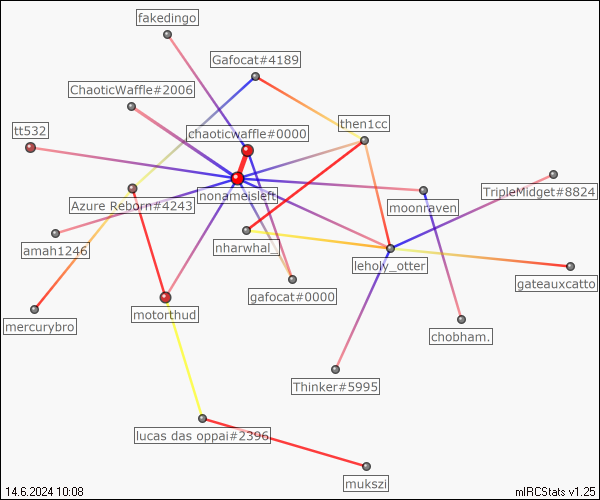 fakedingo
Gafocat#4189
ChaoticWaffle#2006
then1cc
chaoticwaffle#0000
tt532
TripleMidget#8824
nonameisleft
Azure Reborn#4243
moonraven
nharwhal_
amah1246
leholy_otter
gateauxcatto
gafocat#0000
motorthud
mercurybro
chobham.
Thinker#5995
lucas das oppai#2396
mukszi
14.6.2024 10:08
mIRCStats v1.25